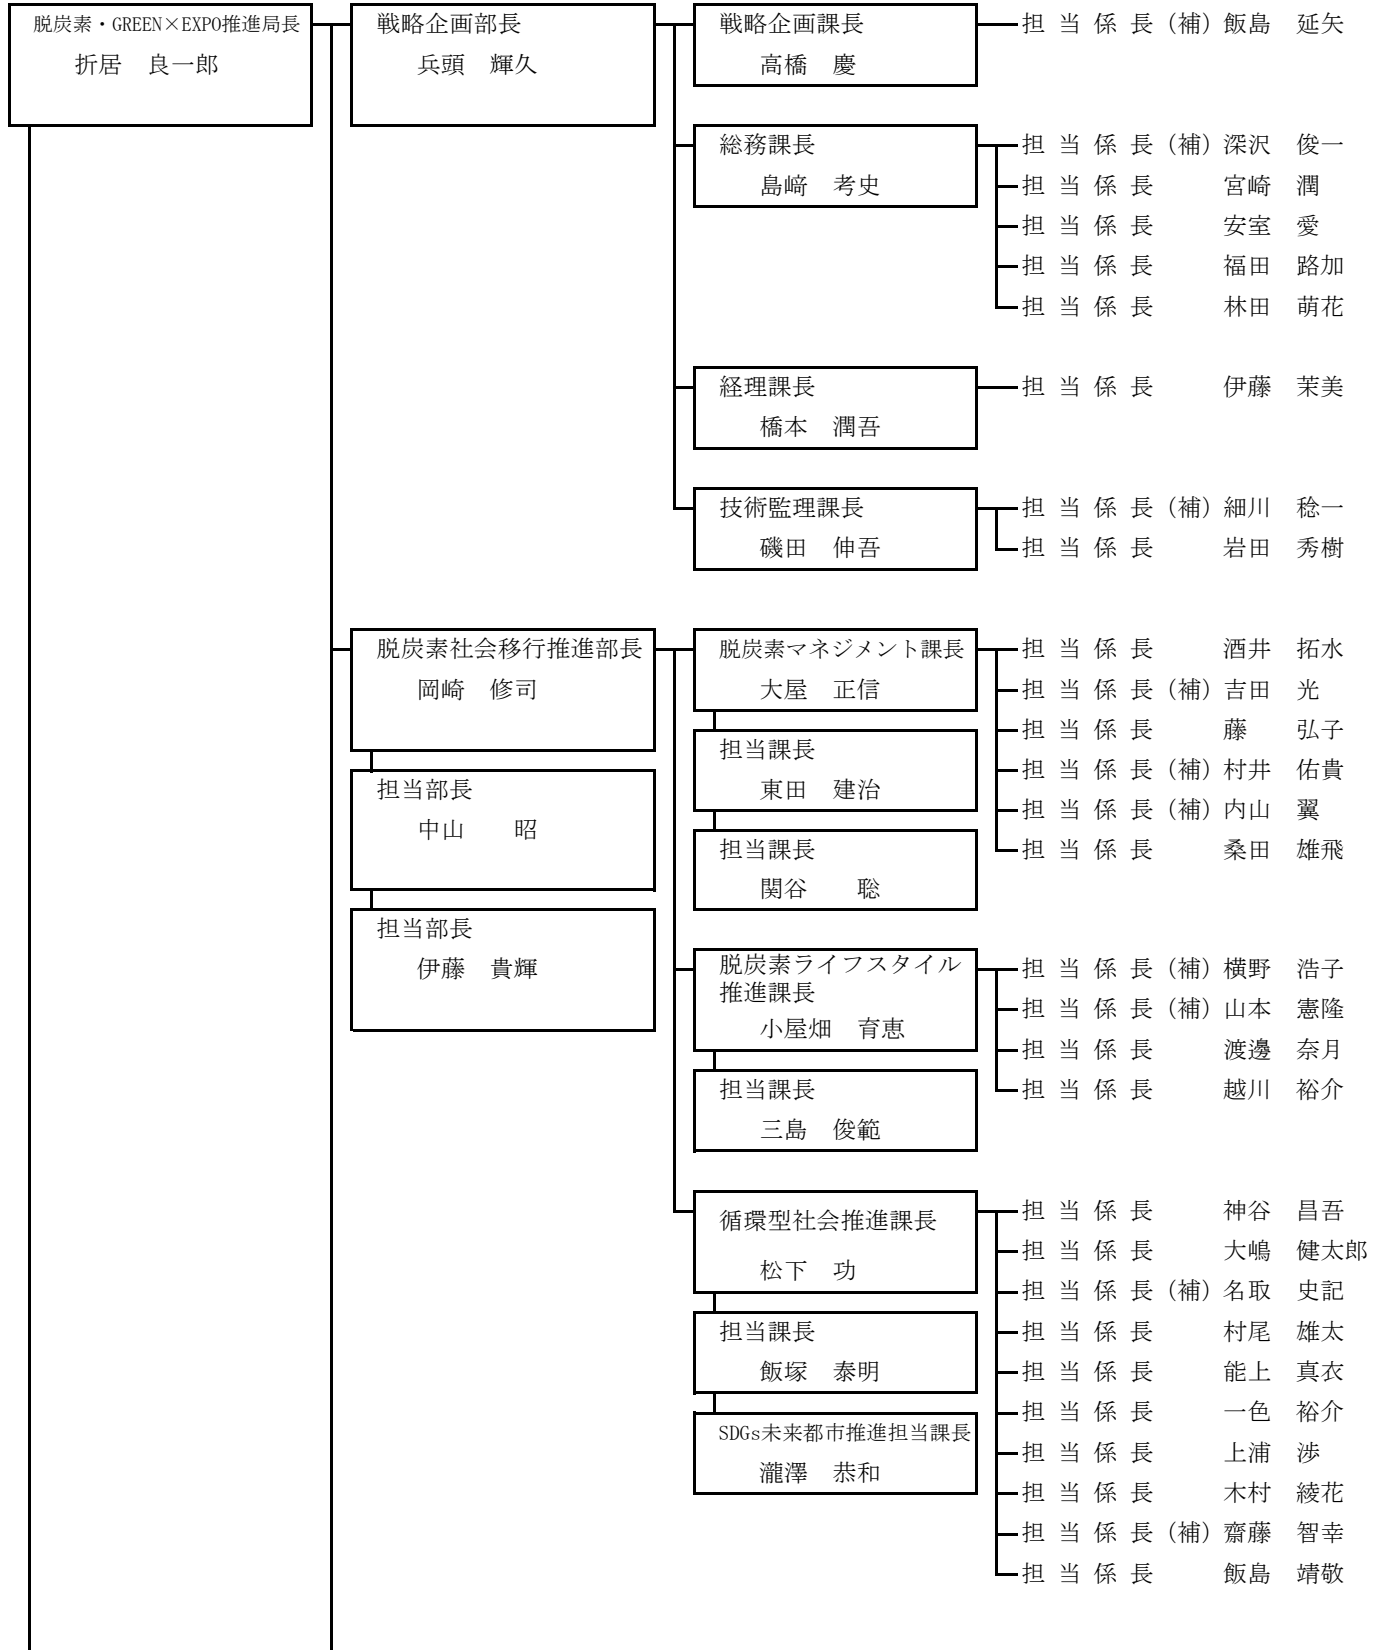 脱炭素・GREEN×EXPO推進局長
折居　良一郎
戦略企画部長
兵頭　輝久
戦略企画課長
高橋　慶
担 当 係 長（補）飯島　延矢
総務課長
島﨑　考史
担 当 係 長（補）深沢　俊一
担 当 係 長　　宮崎　潤
担 当 係 長　　安室　愛
担 当 係 長　　福田　路加
担 当 係 長　　林田　萌花
経理課長
橋本　潤吾
担 当 係 長　　伊藤　茉美
技術監理課長
磯田　伸吾
担 当 係 長（補）細川　稔一
担 当 係 長　　岩田　秀樹
脱炭素社会移行推進部長
岡崎　修司
担当部長
中山　　昭
担当部長
伊藤　貴輝
脱炭素マネジメント課長
大屋　正信
担当課長
東田　建治
担当課長
関谷　　聡
担 当 係 長　　酒井　拓水
担 当 係 長（補）吉田　光
担 当 係 長　　藤　　弘子
担 当 係 長（補）村井　佑貴
担 当 係 長（補）内山　翼
担 当 係 長　　桑田　雄飛
脱炭素ライフスタイル
推進課長
小屋畑　育恵
担当課長
三島　俊範
担 当 係 長（補）横野　浩子
担 当 係 長（補）山本　憲隆
担 当 係 長　　渡邊　奈月
担 当 係 長　　越川　裕介
循環型社会推進課長
松下　功
担当課長
飯塚　泰明
SDGs未来都市推進担当課長
瀧澤　恭和
担 当 係 長　　神谷　昌吾
担 当 係 長　　大嶋　健太郎
担 当 係 長（補）名取　史記
担 当 係 長　　村尾　雄太
担 当 係 長　　能上　真衣
担 当 係 長　　一色　裕介
担 当 係 長　　上浦　渉
担 当 係 長　　木村　綾花
担 当 係 長（補）齋藤　智幸
担 当 係 長　　飯島　靖敬